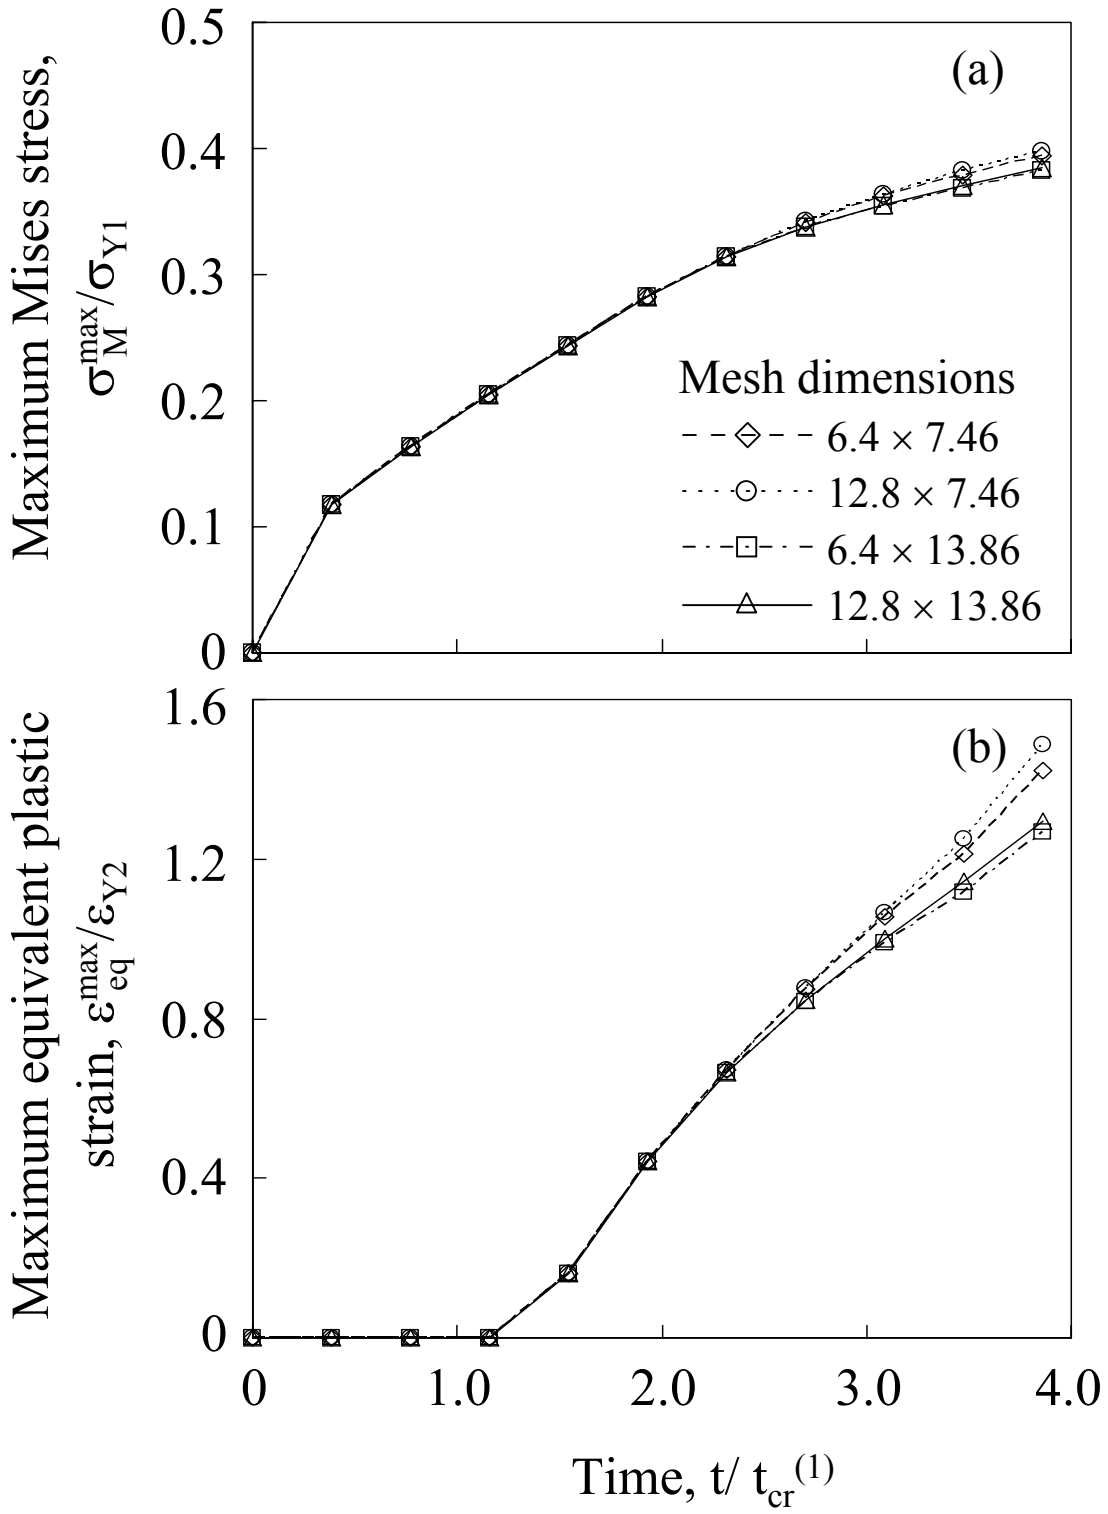 Maximum Mises stress,
σ_M^max/σ_Y1
0.5
0.4
0.3
0.2
0.1
0
(a)
Mesh dimensions
6.4 × 7.46
12.8 × 7.46
6.4 × 13.86
12.8 × 13.86
Maximum equivalent plastic
strain, ε_eq^max/ε_Y2
1.6
1.2
0.8
0.4
0
(b)
0 1.0 2.0 3.0 4.0
Time, t/ t_cr^(1)